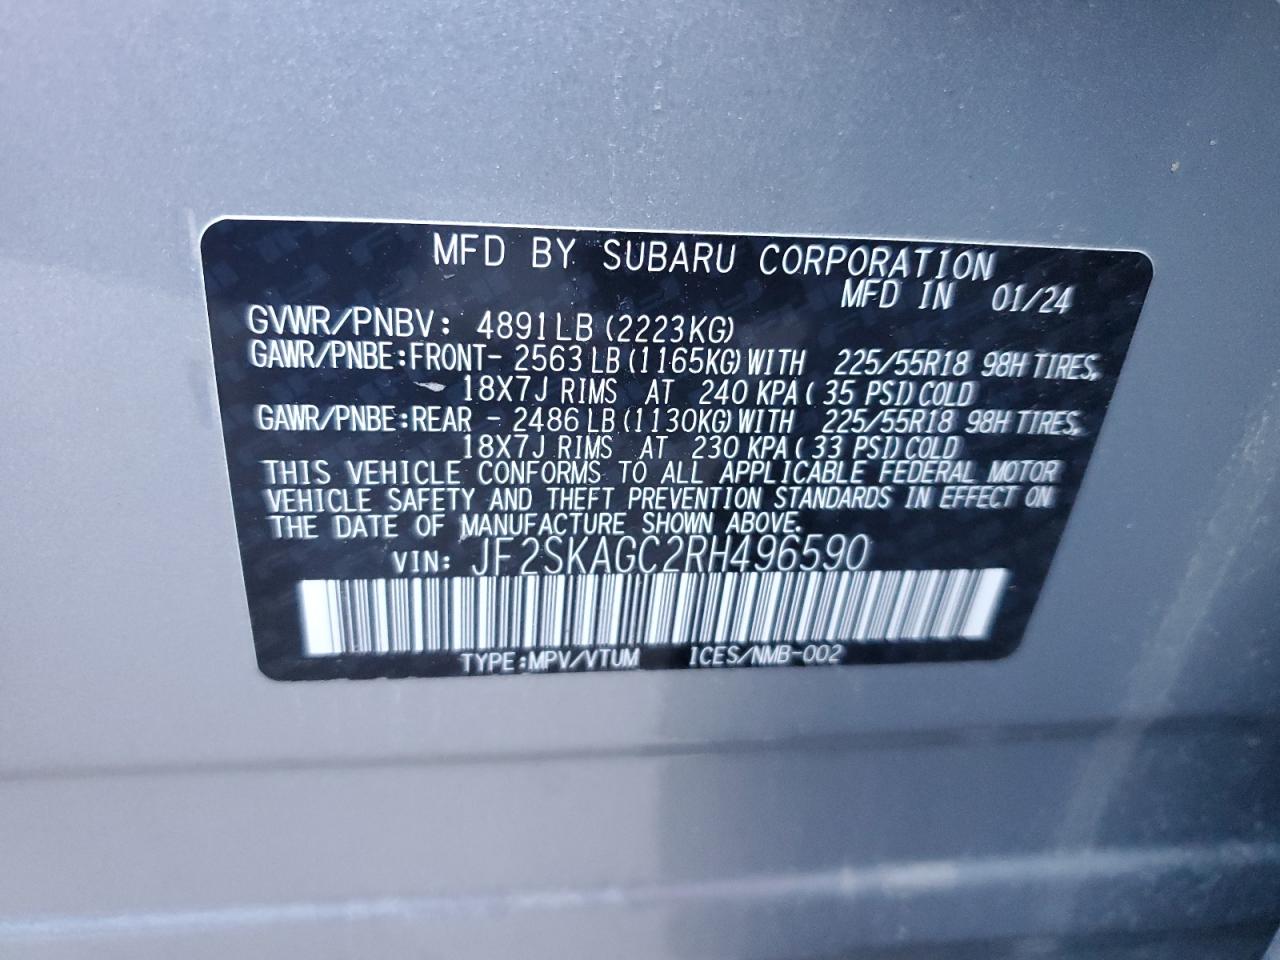 MFD BY SUBARU CORPORATION
MFD IN 01/24
GVWR/PNBV: 4891LB (2223KG)
GAWR/PNBE:FRONT- 2563LB(1165KG)WITH 225/55R18 98H TIRES,
18X7J RIMS AT 240 KPA( 35 PSI)COLD
GAWR/PNBE:REAR - 2486LB(1130KG)WITH 225/55R18 98H TIRES,
18X7J RIMS AT 230 KPA( 33 PSI)COLD
THIS VEHICLE CONFORMS TO ALL APPLICABLE FEDERAL MOTOR
VEHICLE SAFETY AND THEFT PREVENTION STANDARDS IN EFFECT ON
THE DATE OF MANUFACTURE SHOWN ABOVE.
VIN: JF2SKAGC2RH496590
TYPE:MPV/VTUM ICES/NMB-002